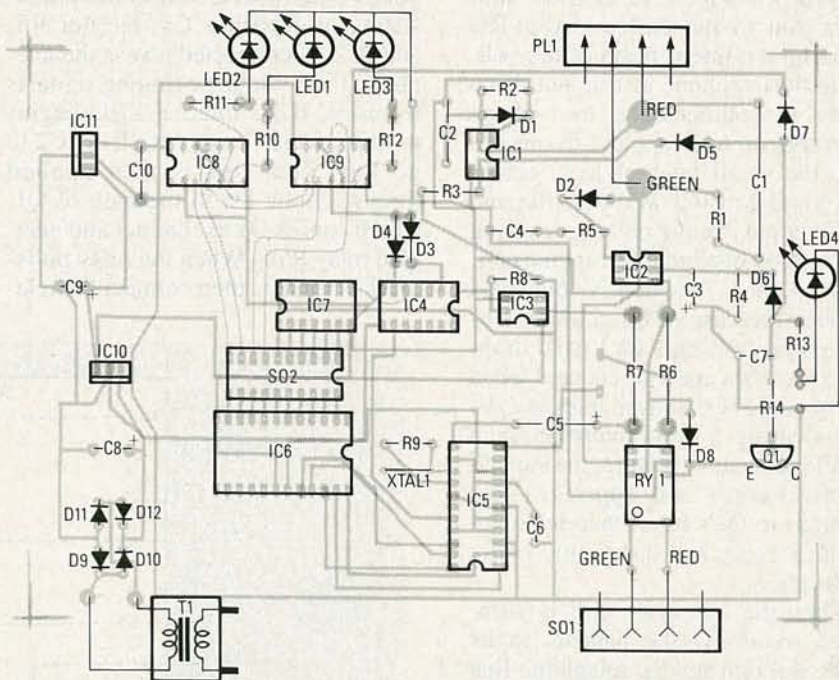 LED2
LED1
LED3
PL1
R11
R10
R12
R2
D1
C2
RED
D7
IC11
IC8
IC9
IC1
D5
C10
R3
D2
GREEN
C1
R1
D4
D3
C4
R5
LED4
C9
IC7
IC4
R8
IC3
IC2
C3
R4
D6
IC10
SO2
R7
R6
C7
R13
C8
IC6
R9
C5
R14
XTAL1
IC5
D8
Q1
E
C
RY 1
D11
D12
C6
D9
D10
GREEN
RED
T1
SO1